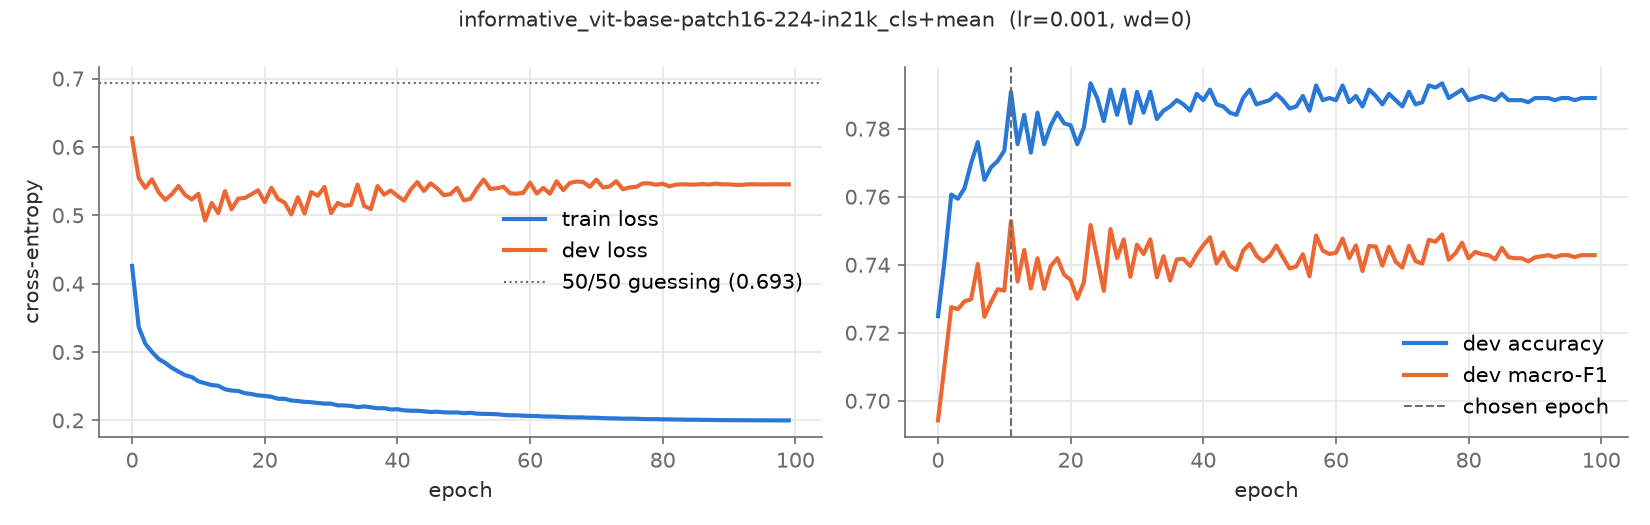 informative_vit-base-patch16-224-in21k_cls+mean (lr=0.001, wd=0)
cross-entropy
0.7
0.6
0.5
0.4
0.3
0.2
train loss
dev loss
50/50 guessing (0.693)
0 20 40 60 80 100
epoch
0.78
0.76
0.74
0.72
0.70
dev accuracy
dev macro-F1
chosen epoch
0 20 40 60 80 100
epoch